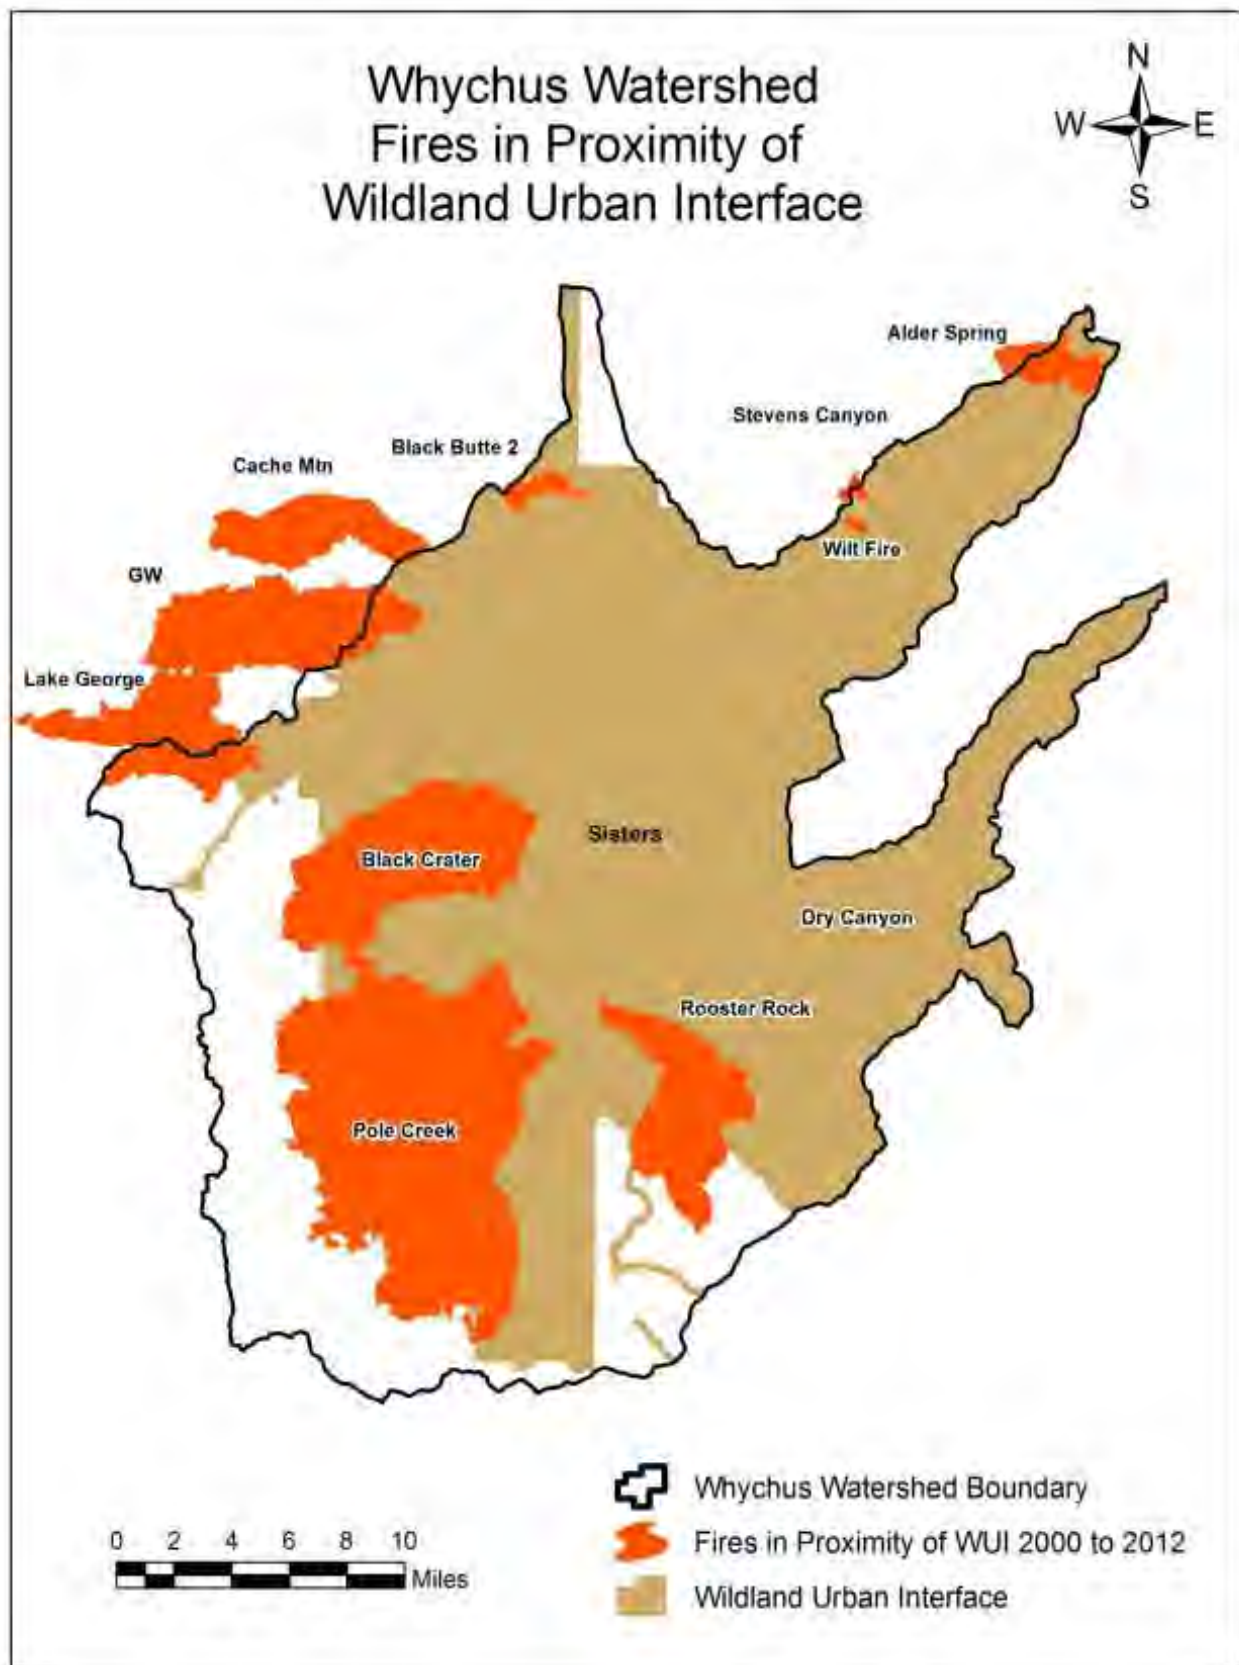 Whychus Watershed
Fires in Proximity of
Wildland Urban Interface
N
W E
S
Alder Spring
Stevens Canyon
Black Butte 2
Cache Mtn
Wilt Fire
GW
Lake George
Sisters
Black Crater
Dry Canyon
Rooster Rock
Pole Creek
Whychus Watershed Boundary
Fires in Proximity of WUI 2000 to 2012
Wildland Urban Interface
0 2 4 6 8 10
Miles